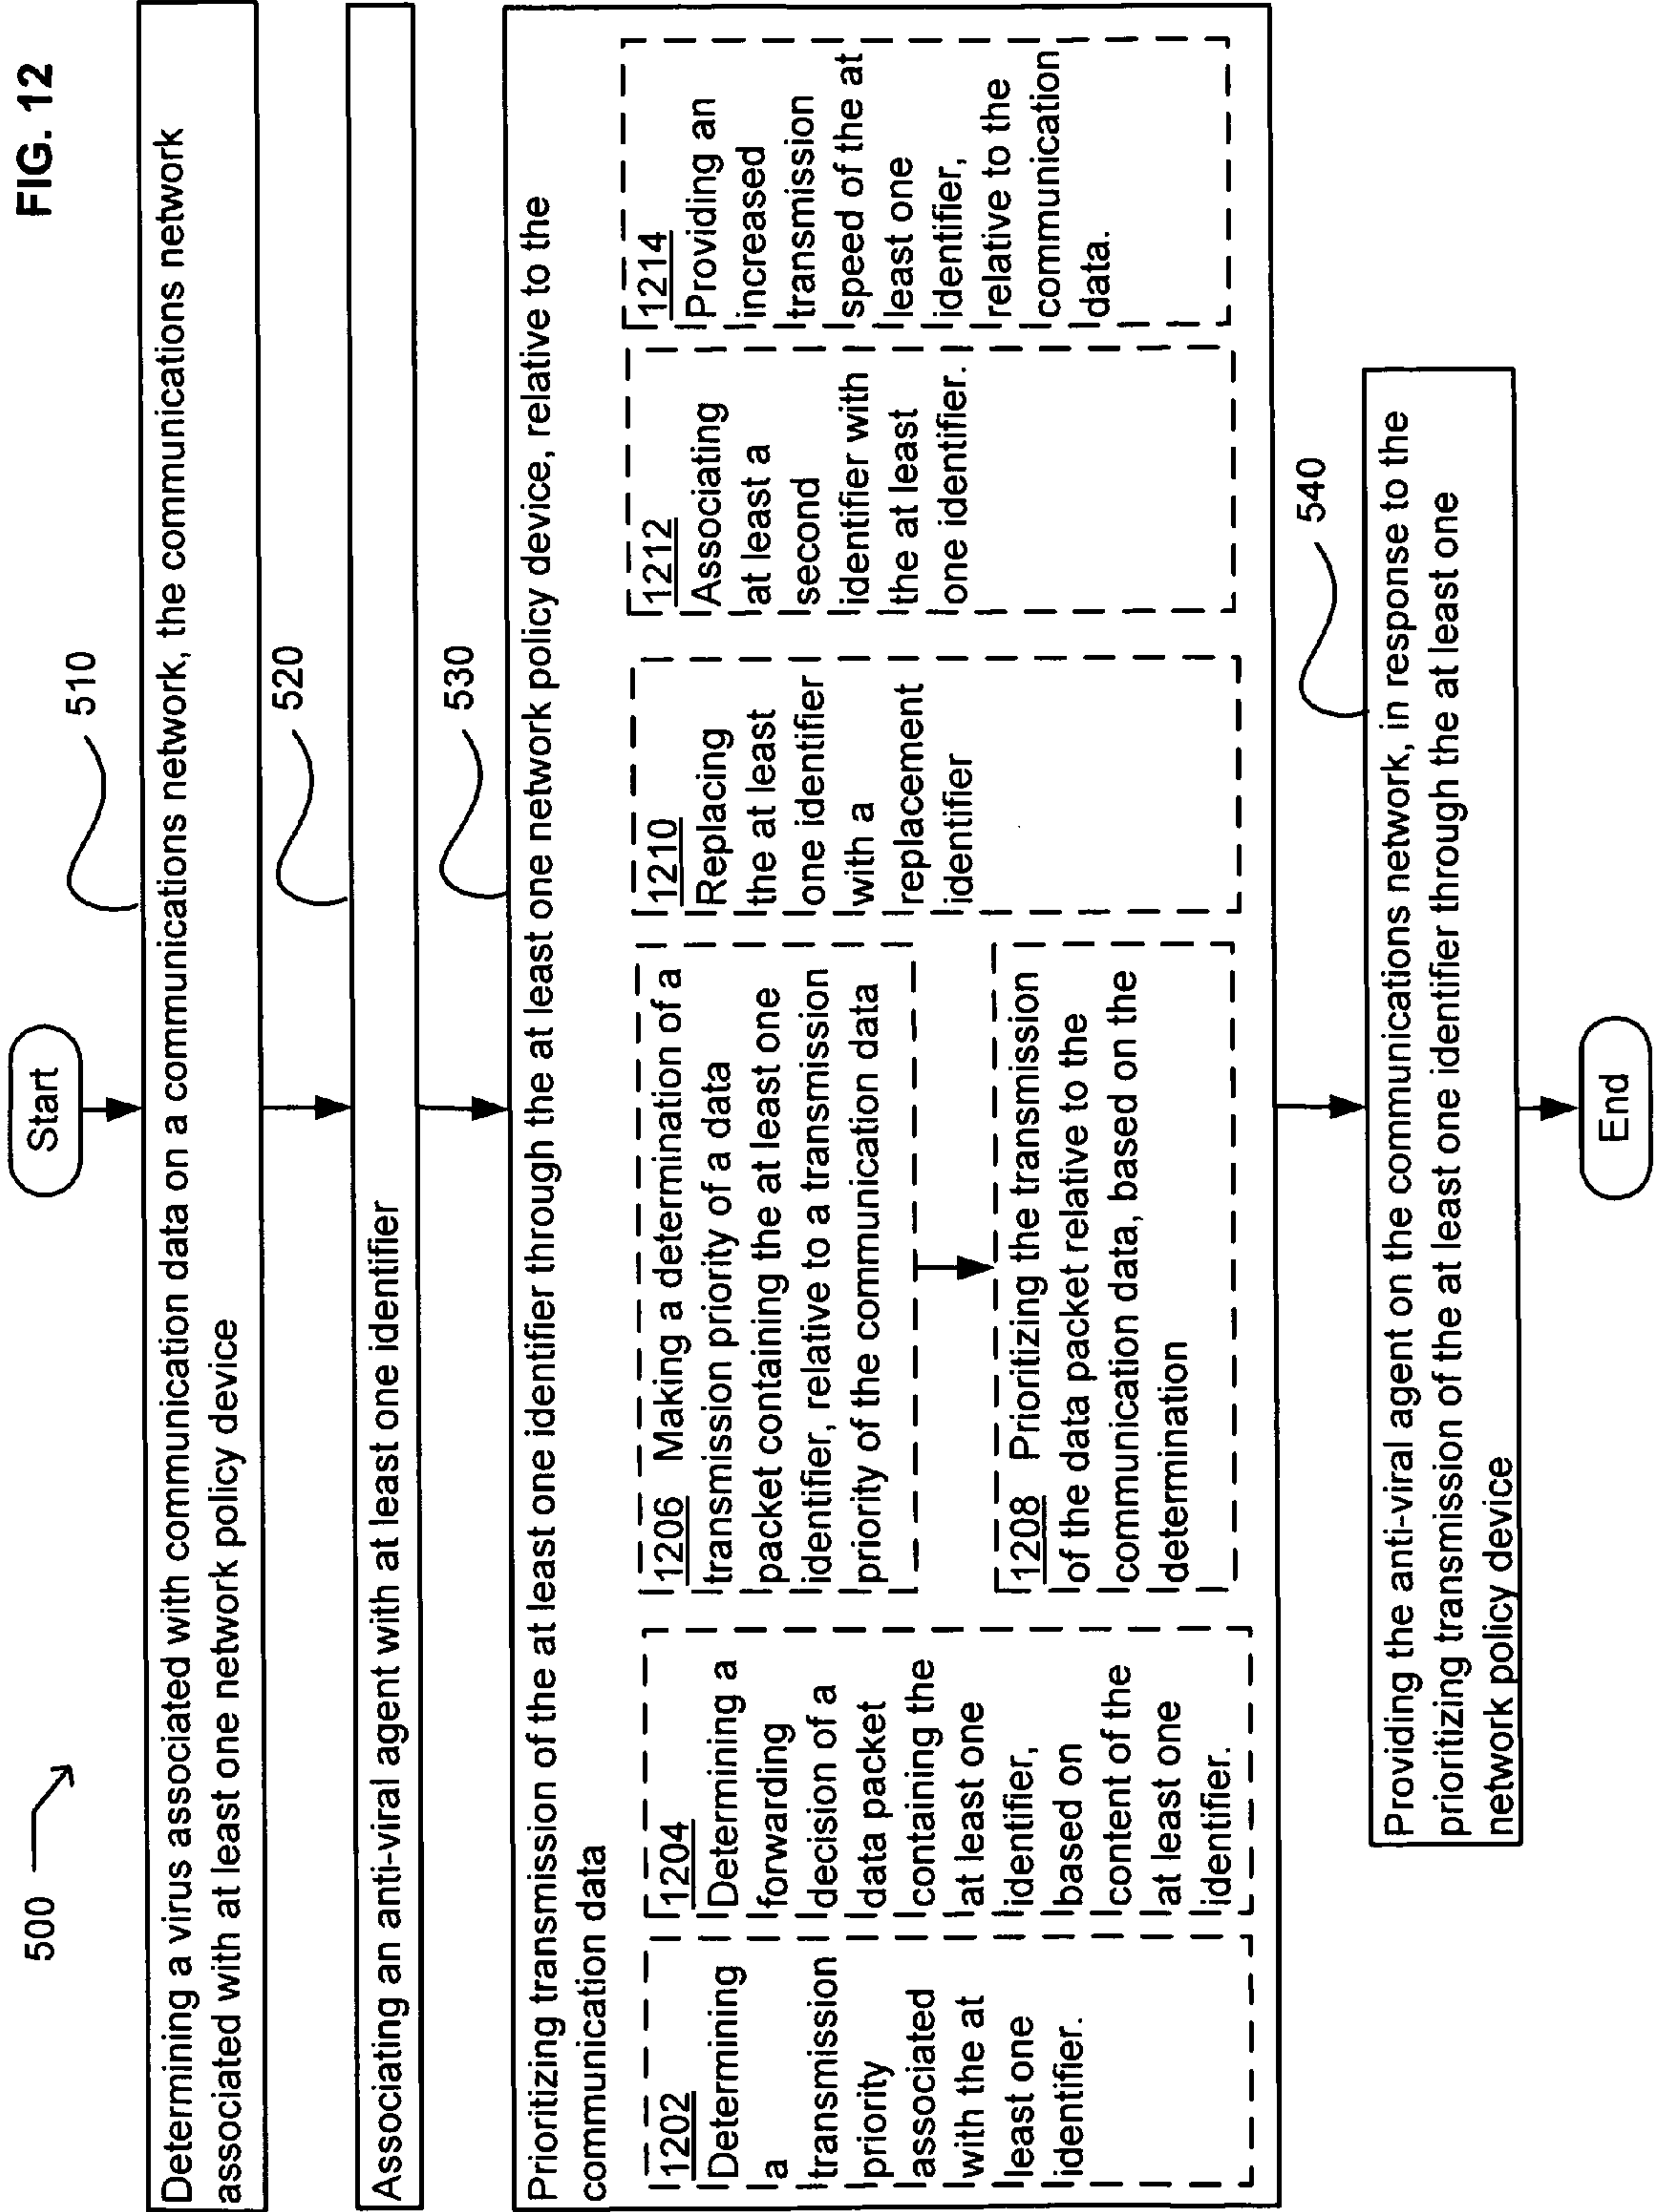 FIG. 12
500
Start
510
Determining a virus associated with communication data on a communications network, the communications network
associated with at least one network policy device
520
Associating an anti-viral agent with at least one identifier
530
Prioritizing transmission of the at least one identifier through the at least one network policy device, relative to the
communication data
1202
Determining
a
transmission
priority
associated
with the at
least one
identifier.
1204
Determining a
forwarding
decision of a
data packet
containing the
at least one
identifier,
based on
content of the
at least one
identifier.
1206 Making a determination of a
transmission priority of a data
packet containing the at least one
identifier, relative to a transmission
priority of the communication data
1208 Prioritizing the transmission
of the data packet relative to the
communication data, based on the
determination
1210
Replacing
the at least
one identifier
with a
replacement
identifier
1212
Associating
at least a
second
identifier with
the at least
one identifier.
1214
Providing an
increased
transmission
speed of the at
least one
identifier,
relative to the
communication
data.
540
Providing the anti-viral agent on the communications network, in response to the
prioritizing transmission of the at least one identifier through the at least one
network policy device
End